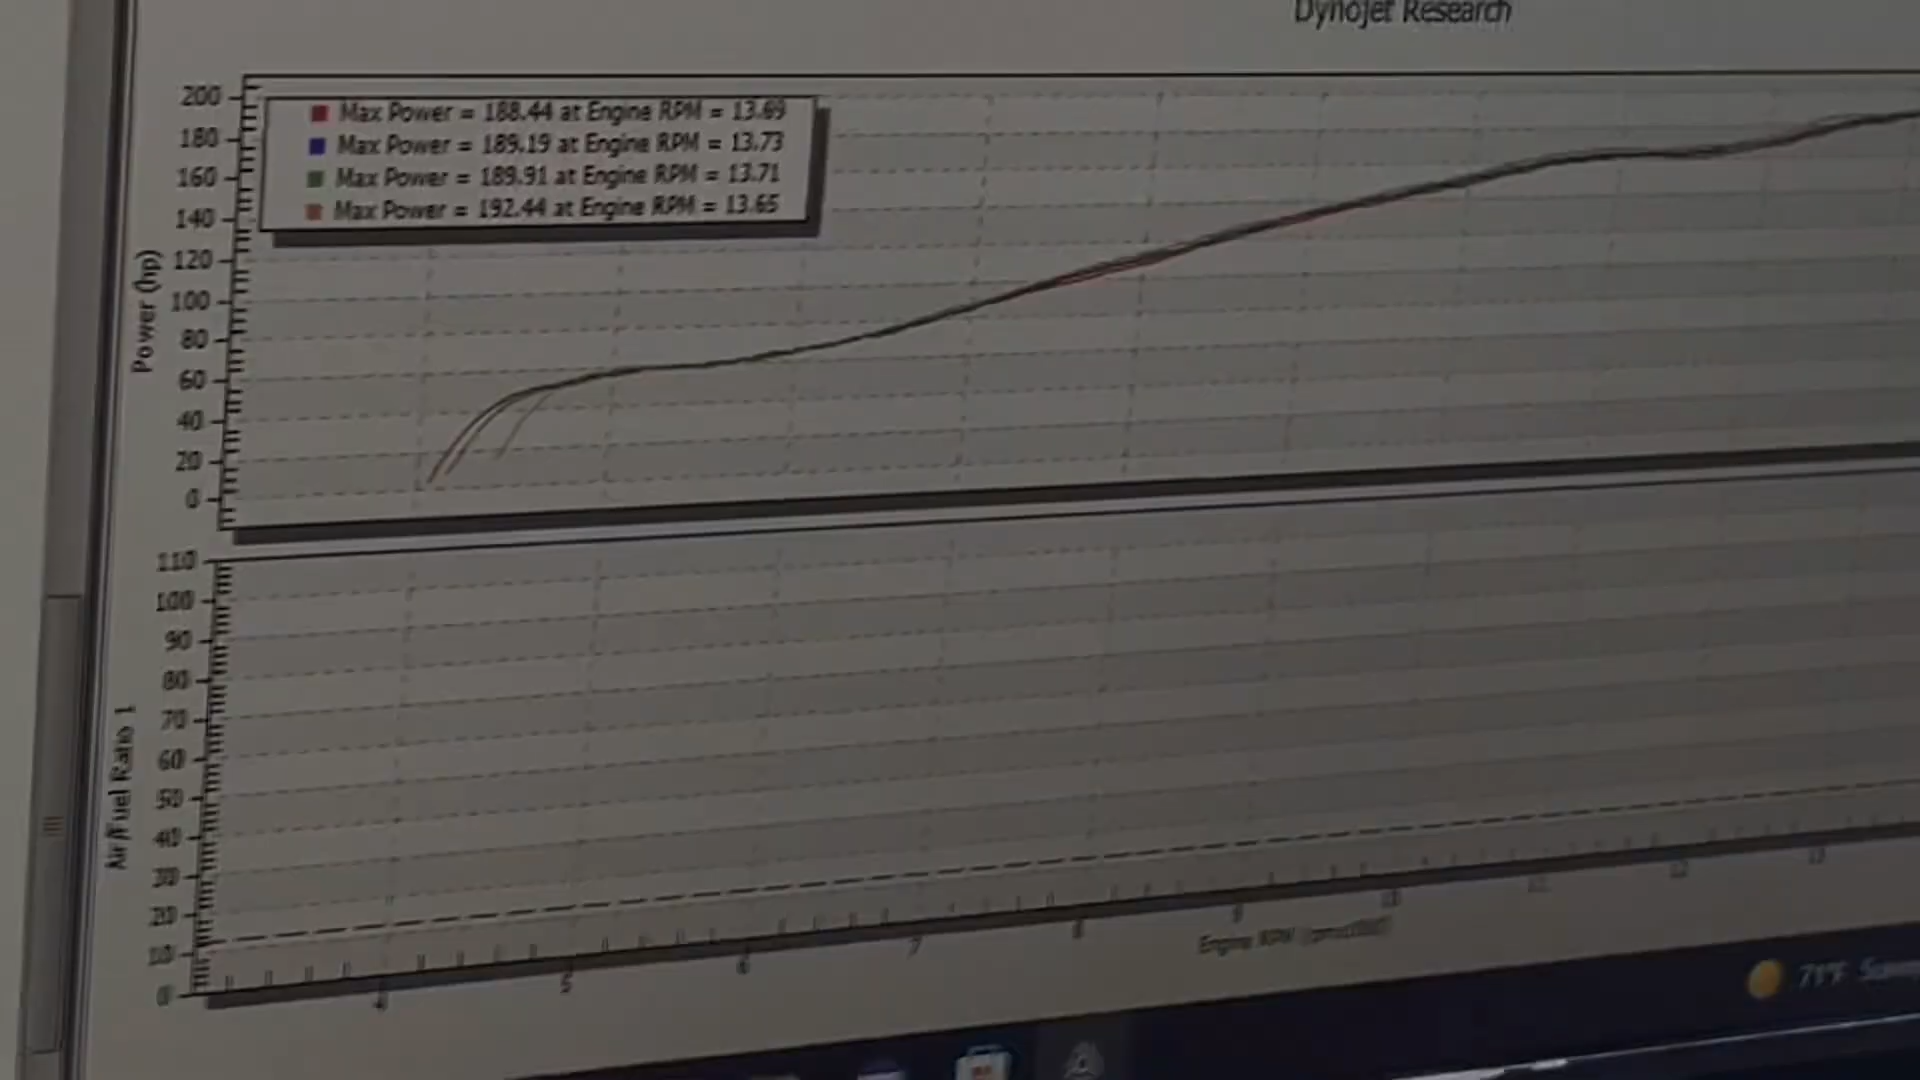 Dynojet Research
200
Max Power = 188.44 at Engine RPM = 13.69
180
Max Power = 189.19 at Engine RPM = 13.73
160
Max Power = 189.91 at Engine RPM = 13.71
140
Max Power = 192.44 at Engine RPM = 13.65
120
100
80
60
40
20
0
Power (hp)
110
100
90
80
70
60
50
40
30
20
10
0
Air/Fuel Ratio 1
4 5 6 7 8 9 10 11 12 13
Engine RPM
71°F